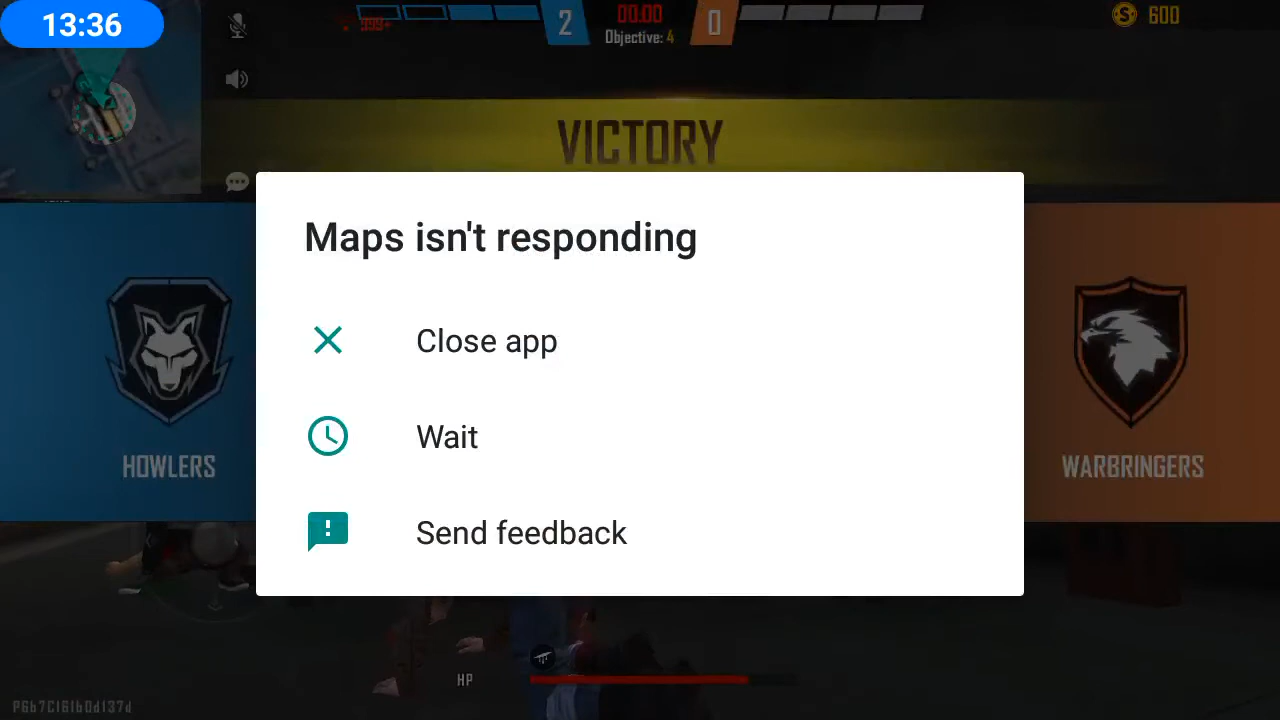 13:36
999+
2
00.00
0
Objective: 4
600
VICTORY
Maps isn't responding
Close app
Wait
Send feedback
HOWLERS
WARBRINGERS
HP